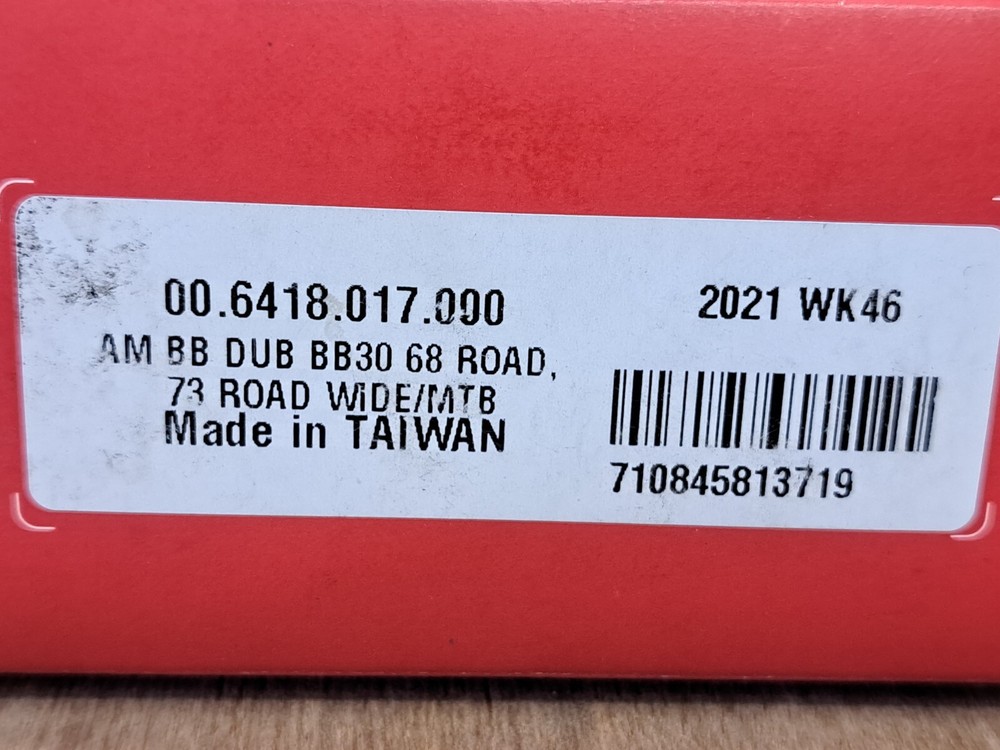 00.6418.017.000
2021 WK46
AM BB DUB BB30 68 ROAD,
73 ROAD WIDE/MTB
Made in TAIWAN
710845813719